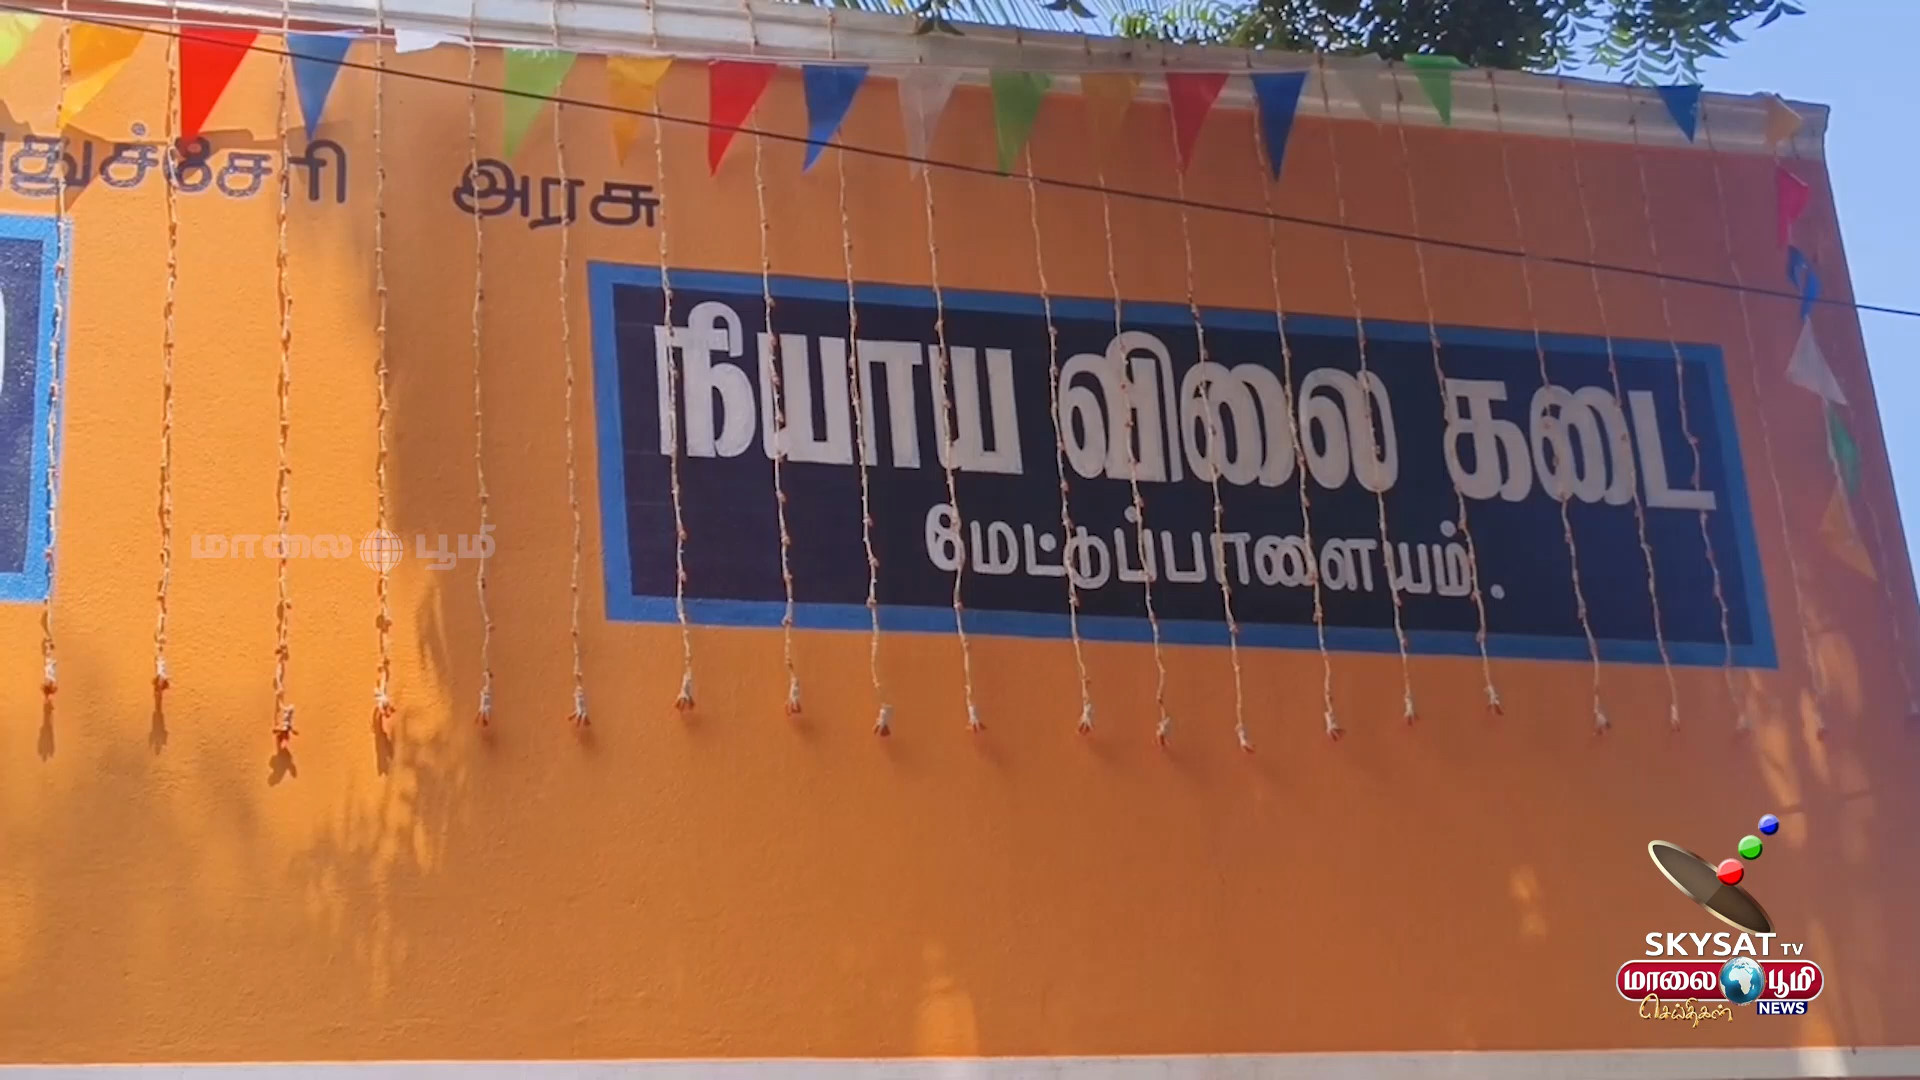 புதுச்சேரி அரசு
நியாய விலை கடை
மேட்டுப்பாளையம்.
மாலை பூமி
SKYSAT TV
மாலை பூமி
செய்திகள் NEWS